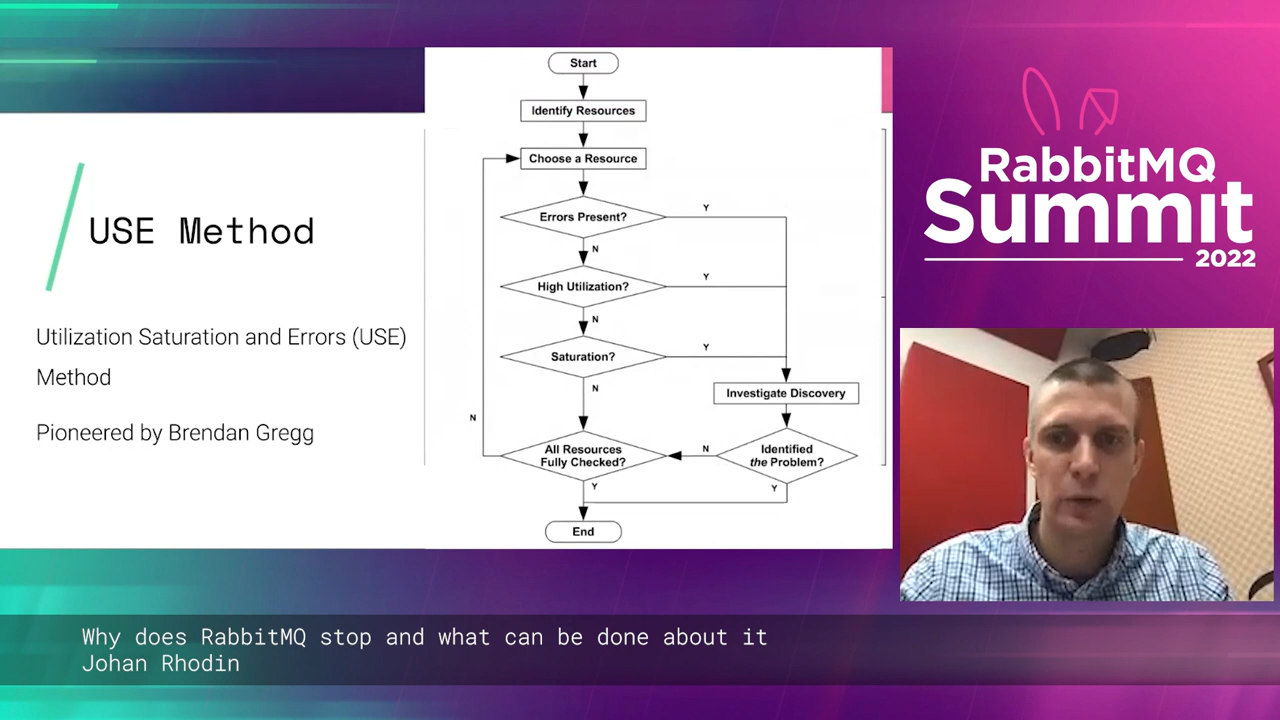 USE Method
Utilization Saturation and Errors (USE)
Method
Pioneered by Brendan Gregg
Start
Identify Resources
Choose a Resource
Errors Present?
Y
N
High Utilization?
Y
N
Saturation?
Y
N
Investigate Discovery
N
All Resources
Fully Checked?
N
Identified
the Problem?
Y
Y
End
RabbitMQ
Summit
2022
Why does RabbitMQ stop and what can be done about it
Johan Rhodin